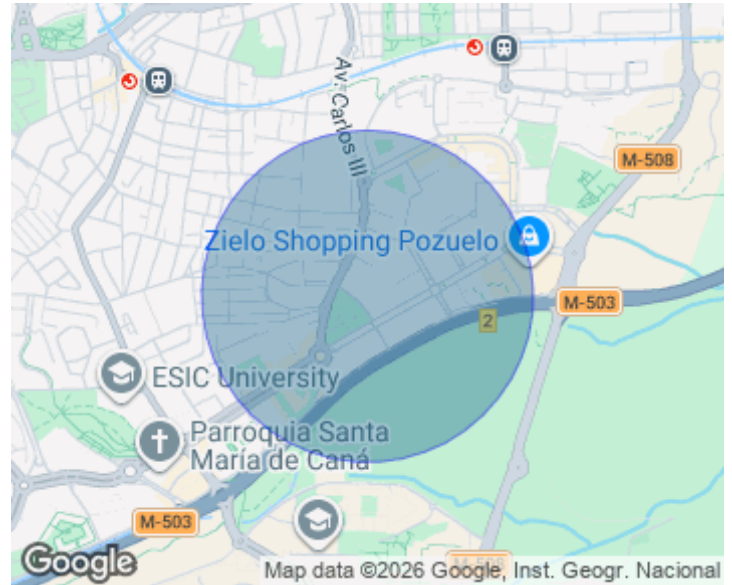 Av. Carlos III
M-508
Zielo Shopping Pozuelo
M-503
2
ESIC University
Parroquia Santa
María de Caná
M-503
Google
Map data ©2026 Google, Inst. Geogr. Nacional